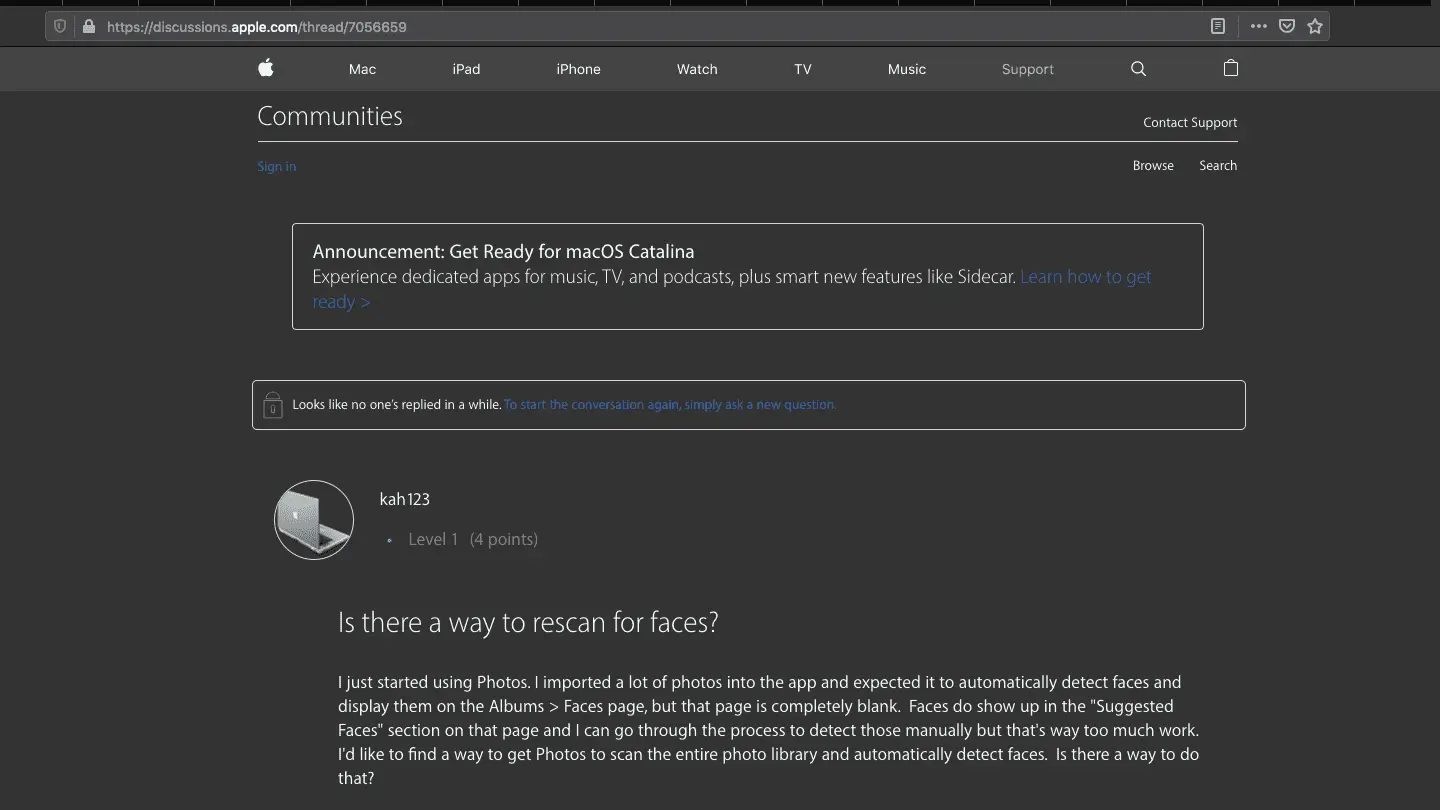 https://discussions.apple.com/thread/7056659
Mac iPad iPhone Watch TV Music Support
Communities
Contact Support
Sign in
Browse Search
Announcement: Get Ready for macOS Catalina
Experience dedicated apps for music, TV, and podcasts, plus smart new features like Sidecar. Learn how to get
ready >
Looks like no one's replied in a while. To start the conversation again, simply ask a new question.
kah123
Level 1 (4 points)
Is there a way to rescan for faces?
I just started using Photos. I imported a lot of photos into the app and expected it to automatically detect faces and
display them on the Albums > Faces page, but that page is completely blank. Faces do show up in the "Suggested
Faces" section on that page and I can go through the process to detect those manually but that's way too much work.
I'd like to find a way to get Photos to scan the entire photo library and automatically detect faces. Is there a way to do
that?